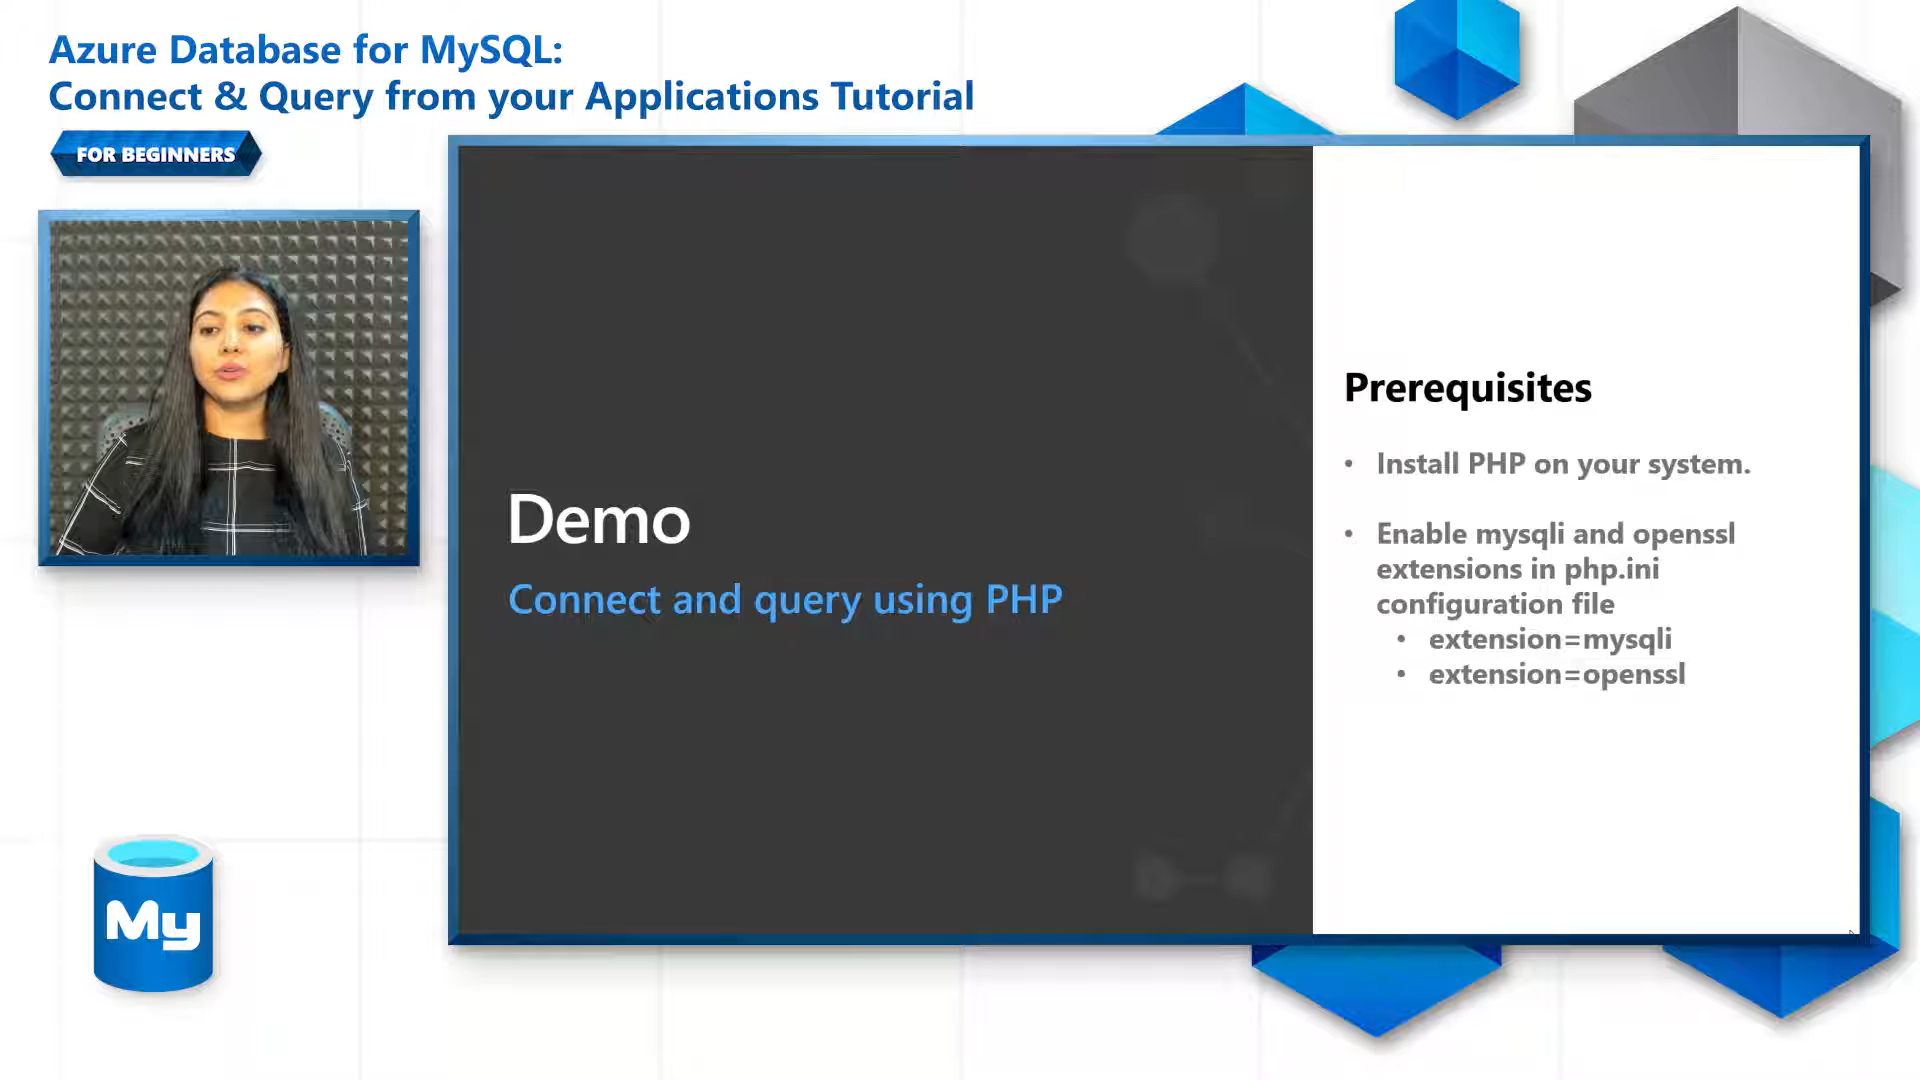 Azure Database for MySQL:
Connect & Query from your Applications Tutorial
FOR BEGINNERS
Demo
Connect and query using PHP
Prerequisites
• Install PHP on your system.
• Enable mysqli and openssl
extensions in php.ini
configuration file
• extension=mysqli
• extension=openssl
My